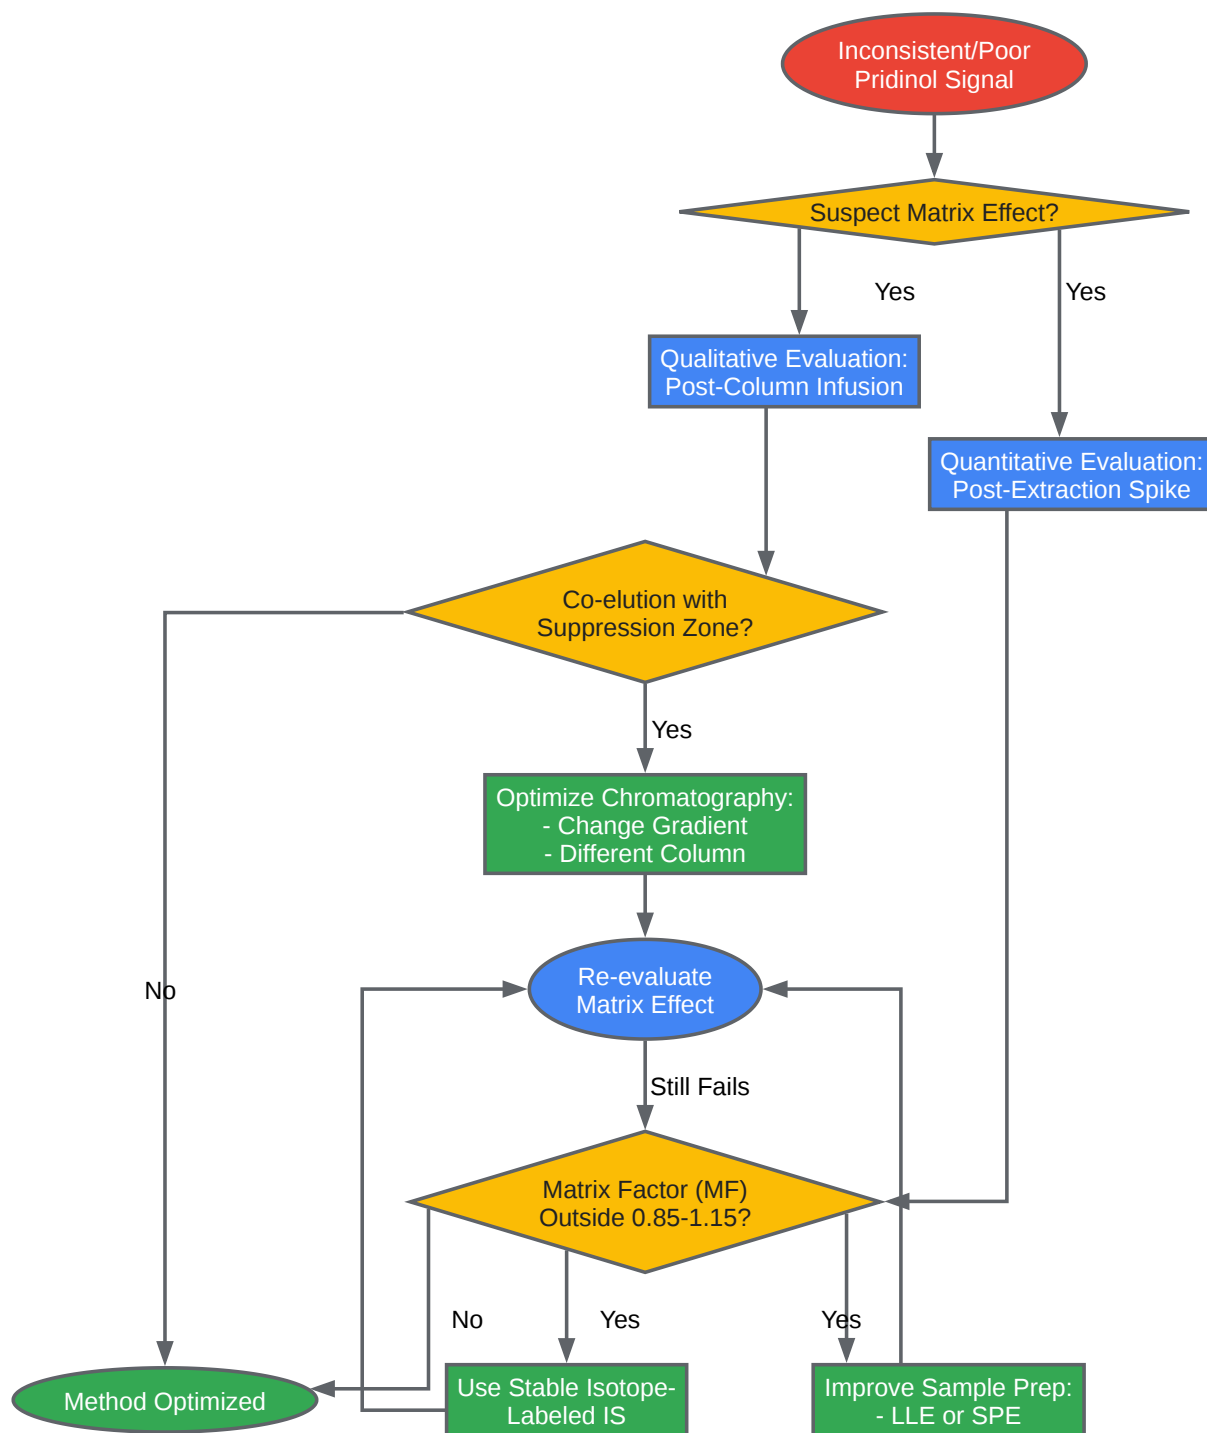 Inconsistent/Poor
Pridinol Signal
Suspect Matrix Effect?
Yes
Yes
Qualitative Evaluation:
Post-Column Infusion
Quantitative Evaluation:
Post-Extraction Spike
Co-elution with
Suppression Zone?
Yes
Optimize Chromatography:
- Change Gradient
- Different Column
No
Re-evaluate
Matrix Effect
Still Fails
Matrix Factor (MF)
Outside 0.85-1.15?
No
Yes
Yes
Method Optimized
Use Stable Isotope-
Labeled IS
Improve Sample Prep:
- LLE or SPE